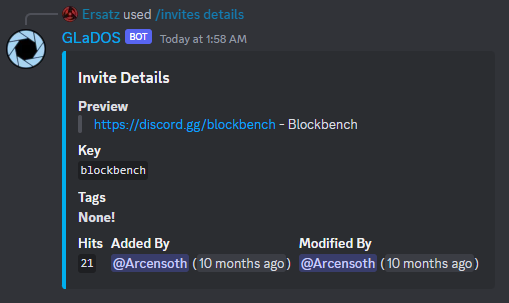 Ersatz used /invites details
GLaDOS BOT Today at 1:58 AM
Invite Details
Preview
https://discord.gg/blockbench - Blockbench
Key
blockbench
Tags
None!
Hits Added By Modified By
21 @Arcensoth ( 10 months ago ) @Arcensoth ( 10 months ago )